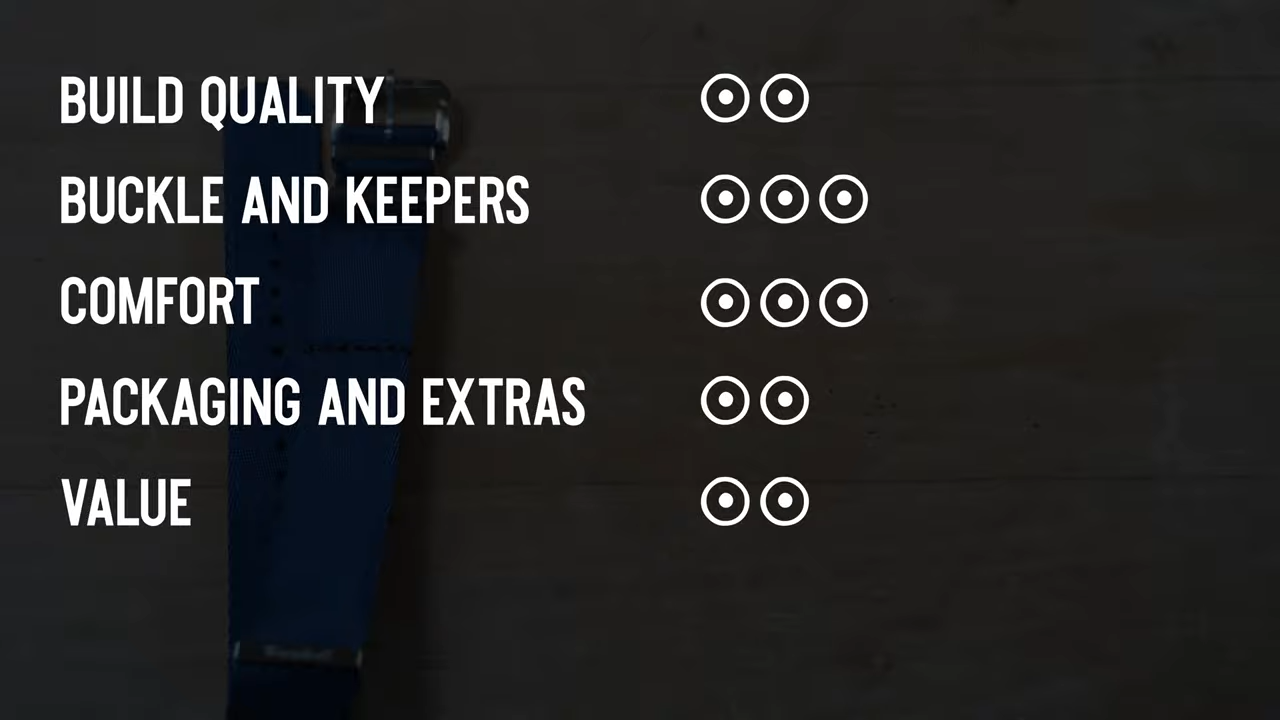 BUILD QUALITY
BUCKLE AND KEEPERS
COMFORT
PACKAGING AND EXTRAS
VALUE